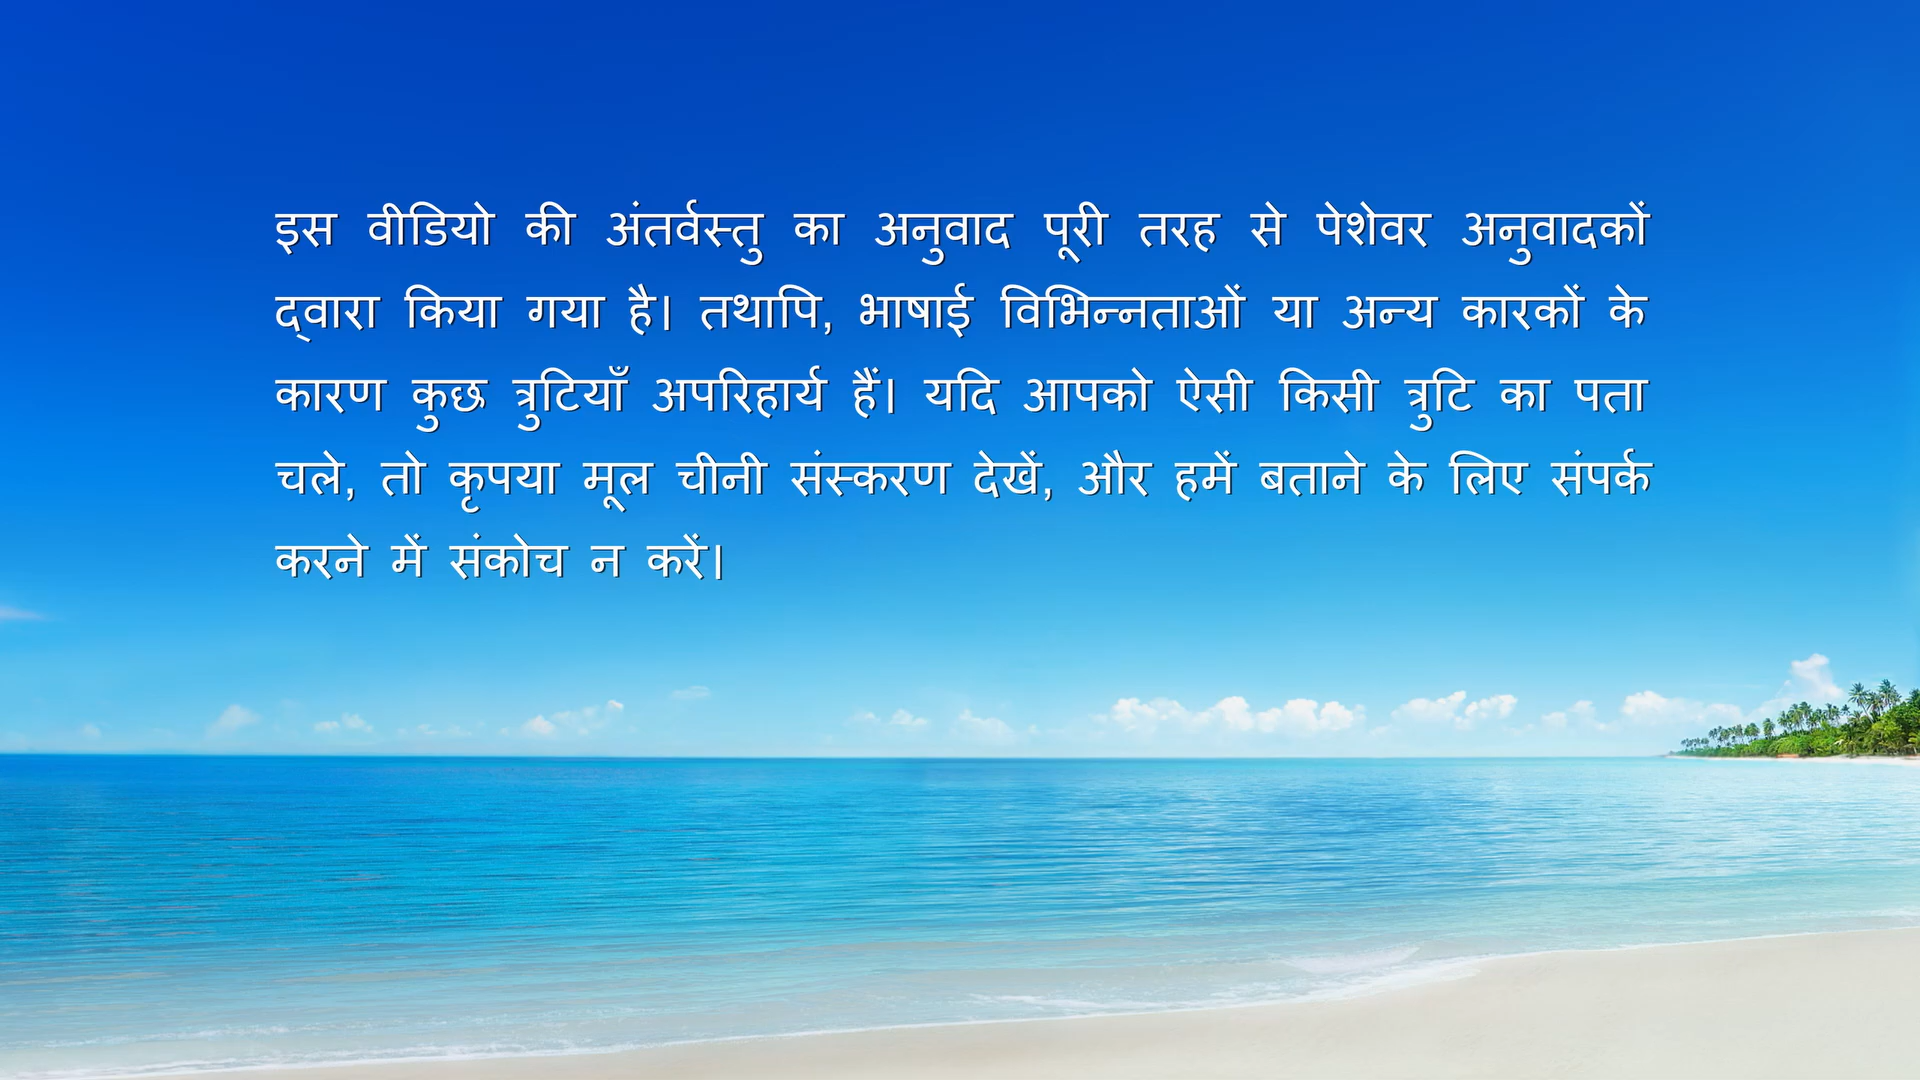 इस वीडियो की अंतर्वस्तु का अनुवाद पूरी तरह से पेशेवर अनुवादकों
द्वारा किया गया है। तथापि, भाषाई विभिन्नताओं या अन्य कारकों के
कारण कुछ त्रुटियाँ अपरिहार्य हैं। यदि आपको ऐसी किसी त्रुटि का पता
चले, तो कृपया मूल चीनी संस्करण देखें, और हमें बताने के लिए संपर्क
करने में संकोच न करें।